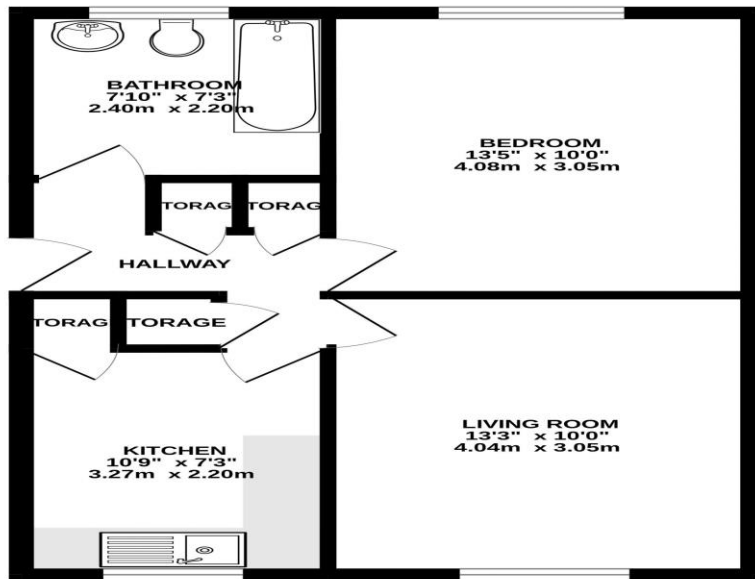 BATHROOM
7'10" x 7'3"
2.40m x 2.20m
BEDROOM
13'5" x 10'0"
4.08m x 3.05m
TORAG
TORAG
HALLWAY
TORAG
TORAGE
LIVING ROOM
13'3" x 10'0"
4.04m x 3.05m
KITCHEN
10'9" x 7'3"
3.27m x 2.20m